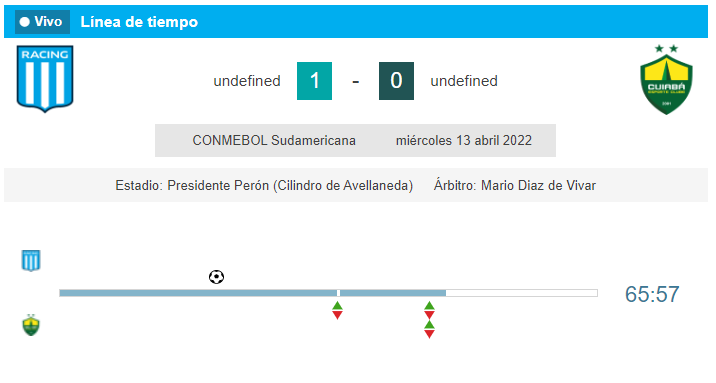 Vivo Línea de tiempo
RACING
undefined 1 - 0 undefined
CUIABÁ
ESPORTE CLUBE
2001
CONMEBOL Sudamericana miércoles 13 abril 2022
Estadio: Presidente Perón (Cilindro de Avellaneda) Árbitro: Mario Diaz de Vivar
65:57